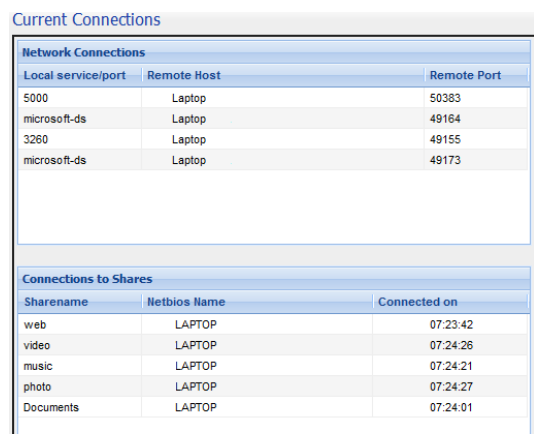 Current Connections
Network Connections
Local service/port Remote Host Remote Port
5000 Laptop 50383
microsoft-ds Laptop 49164
3260 Laptop 49155
microsoft-ds Laptop 49173
Connections to Shares
Sharename Netbios Name Connected on
web LAPTOP 07:23:42
video LAPTOP 07:24:26
music LAPTOP 07:24:21
photo LAPTOP 07:24:27
Documents LAPTOP 07:24:01